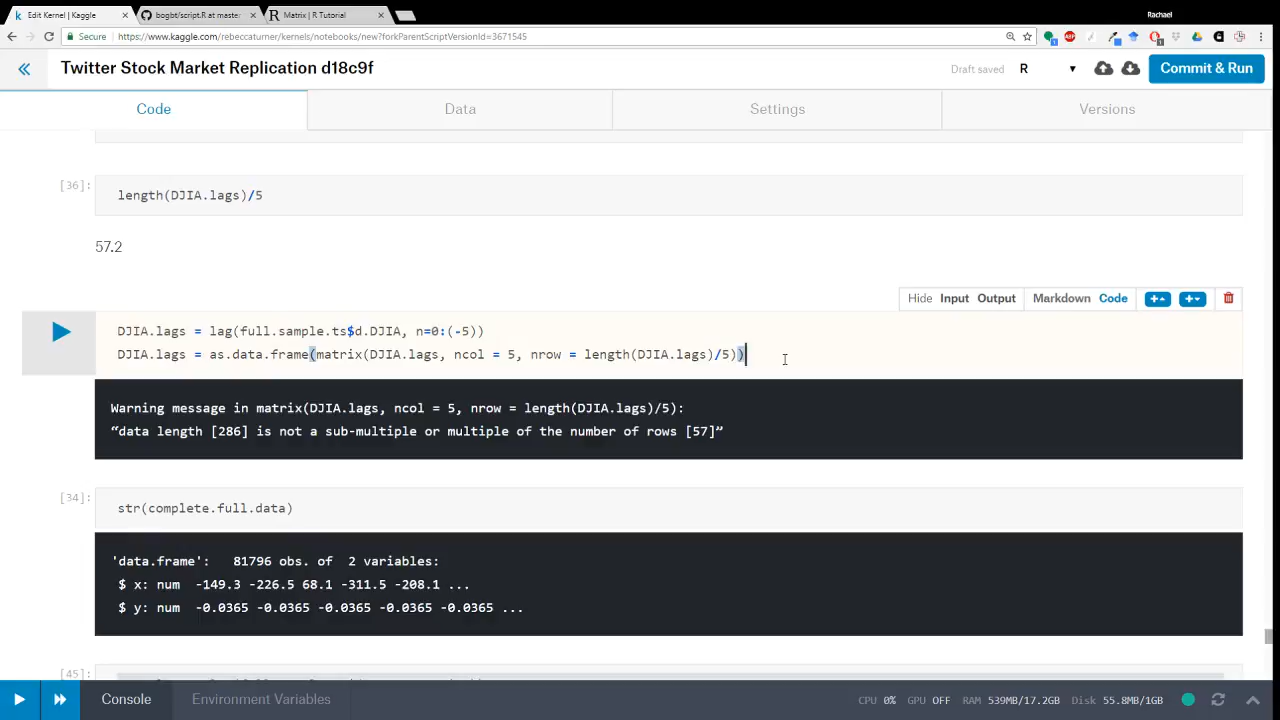 Edit Kernel | Kaggle
bogbt/script.R at master
Matrix | R Tutorial
Rachael
Secure | https://www.kaggle.com/rebeccaturner/kernels/notebooks/new?forkParentScriptVersionId=3671545
Twitter Stock Market Replication d18c9f
Draft saved
R
Commit & Run
Code
Data
Settings
Versions
[36]:
length(DJIA.lags)/5
57.2
Hide Input Output
Markdown Code
DJIA.lags = lag(full.sample.ts$d.DJIA, n=0:(-5))
DJIA.lags = as.data.frame(matrix(DJIA.lags, ncol = 5, nrow = length(DJIA.lags)/5))
Warning message in matrix(DJIA.lags, ncol = 5, nrow = length(DJIA.lags)/5):
“data length [286] is not a sub-multiple or multiple of the number of rows [57]”
[34]:
str(complete.full.data)
'data.frame': 81796 obs. of 2 variables:
$ x: num -149.3 -226.5 68.1 -311.5 -208.1 ...
$ y: num -0.0365 -0.0365 -0.0365 -0.0365 -0.0365 ...
[45]:
Console
Environment Variables
CPU 0% GPU OFF RAM 539MB/17.2GB Disk 55.8MB/1GB